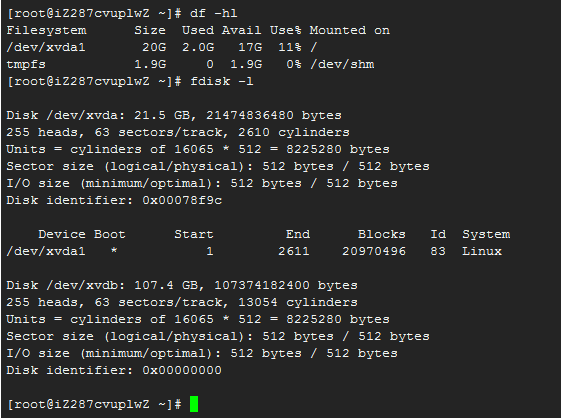 [root@iZ287cvuplwZ ~]# df -hl
Filesystem      Size  Used Avail Use% Mounted on
/dev/xvda1       20G  2.0G   17G  11% /
tmpfs           1.9G     0  1.9G   0% /dev/shm
[root@iZ287cvuplwZ ~]# fdisk -l

Disk /dev/xvda: 21.5 GB, 21474836480 bytes
255 heads, 63 sectors/track, 2610 cylinders
Units = cylinders of 16065 * 512 = 8225280 bytes
Sector size (logical/physical): 512 bytes / 512 bytes
I/O size (minimum/optimal): 512 bytes / 512 bytes
Disk identifier: 0x00078f9c

    Device Boot      Start         End      Blocks   Id  System
/dev/xvda1   *           1        2611    20970496   83  Linux

Disk /dev/xvdb: 107.4 GB, 107374182400 bytes
255 heads, 63 sectors/track, 13054 cylinders
Units = cylinders of 16065 * 512 = 8225280 bytes
Sector size (logical/physical): 512 bytes / 512 bytes
I/O size (minimum/optimal): 512 bytes / 512 bytes
Disk identifier: 0x00000000

[root@iZ287cvuplwZ ~]#